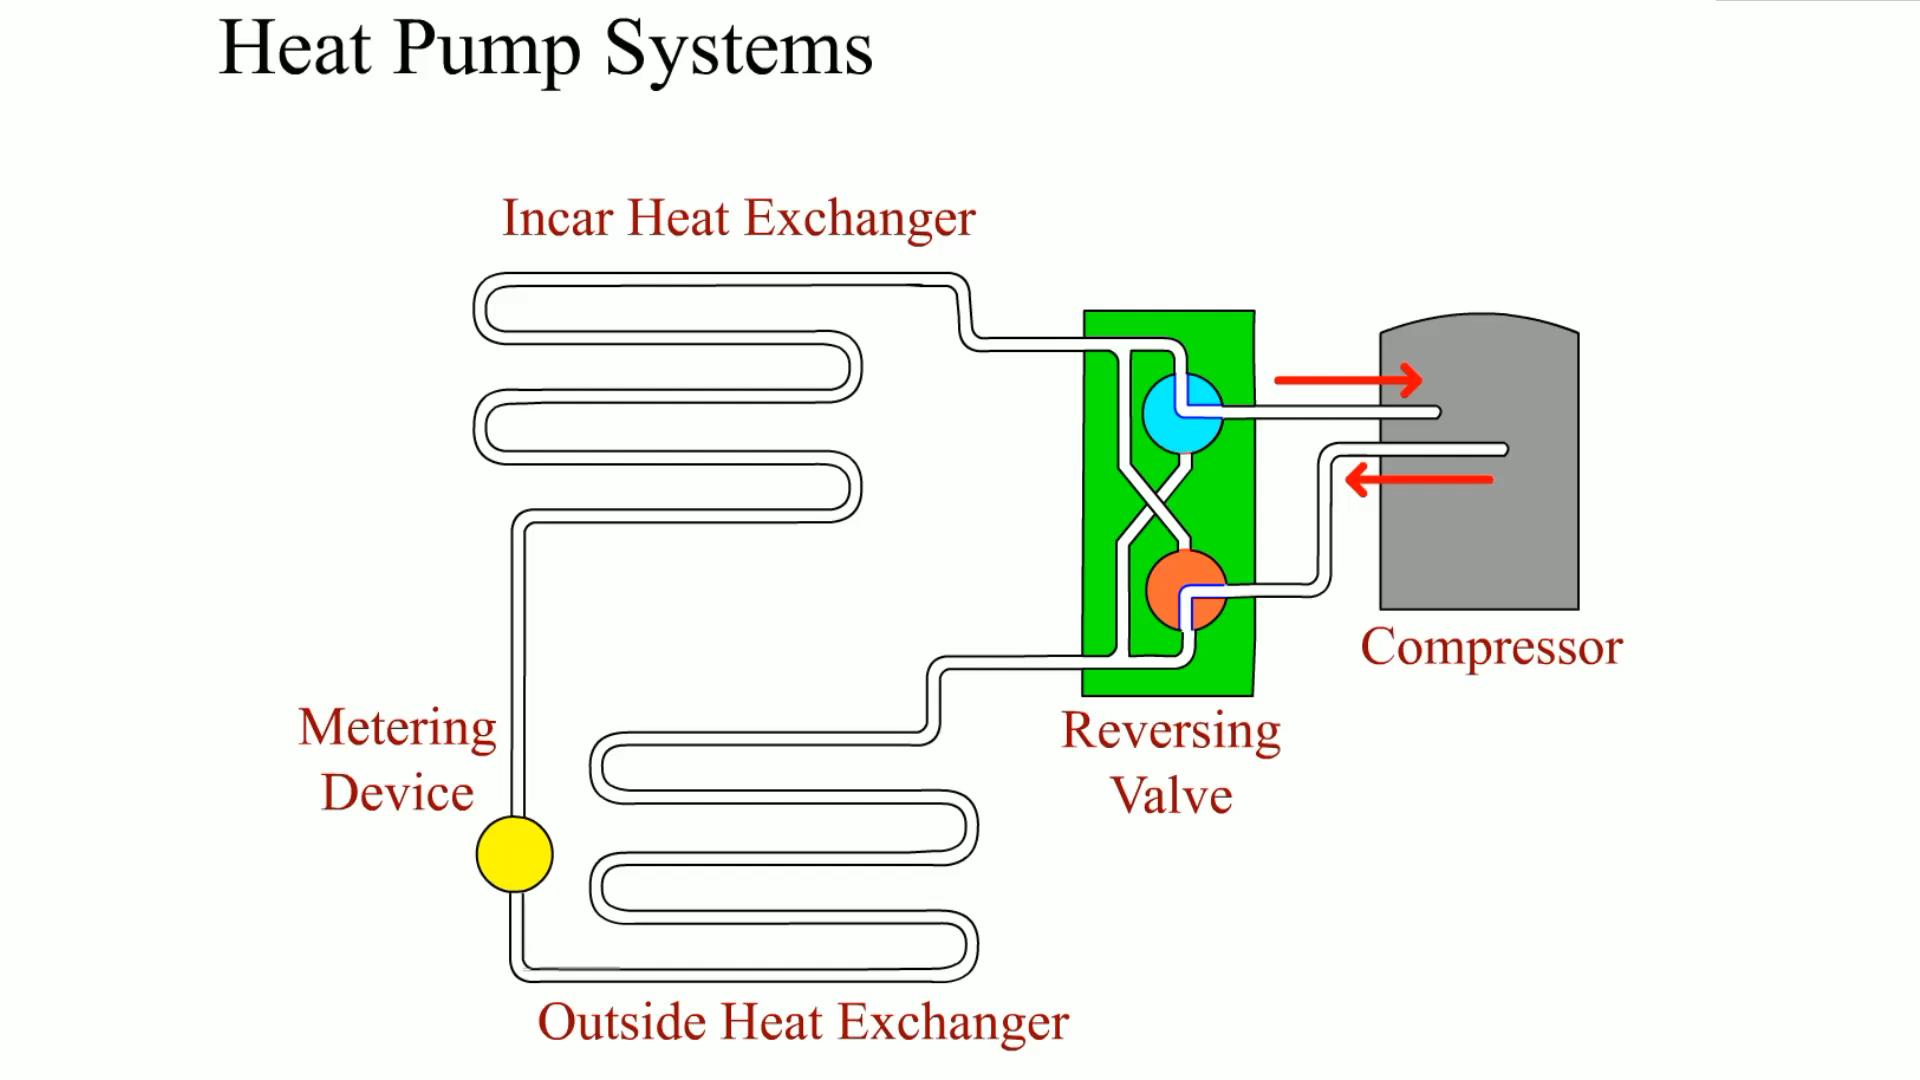 Heat Pump Systems
Incar Heat Exchanger
Compressor
Metering
Device
Reversing
Valve
Outside Heat Exchanger